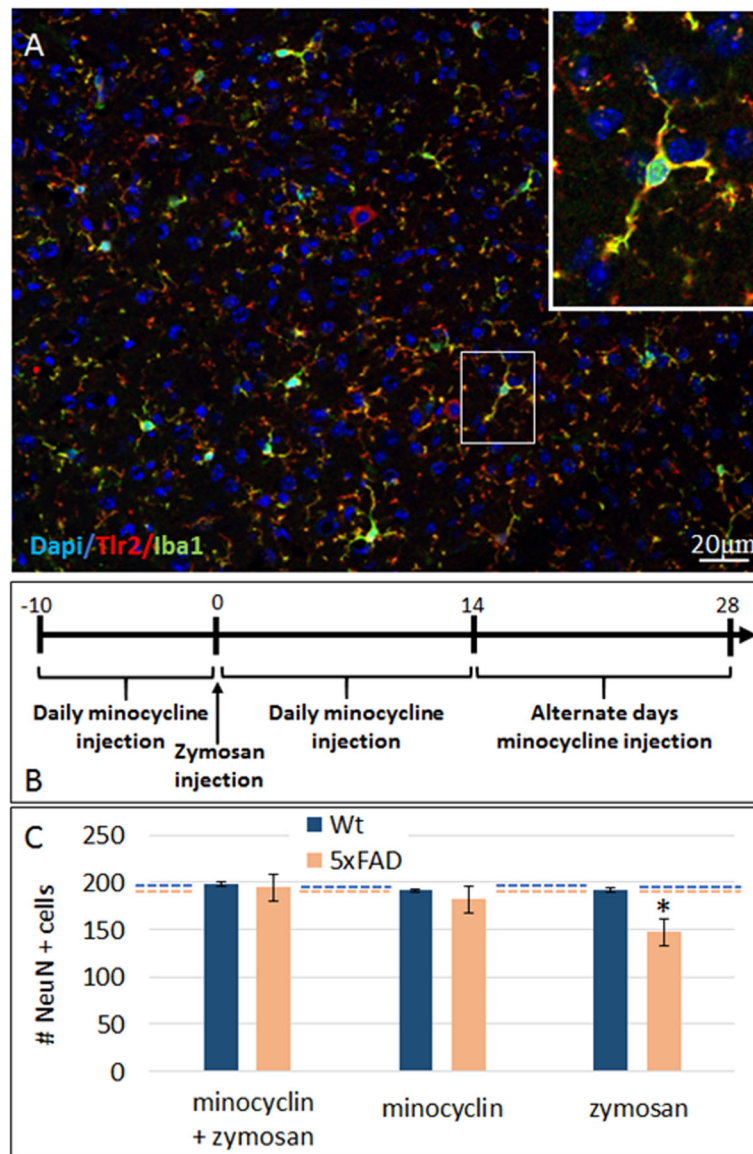 A
Dapi/Tlr2/Iba1
20μm
-10 0 14 28
Daily minocycline injection
Zymosan injection
Daily minocycline injection
Alternate days minocycline injection
B
C
Wt
5xFAD
# NeuN + cells
250
200
150
100
50
0
*
minocyclin + zymosan
minocyclin
zymosan